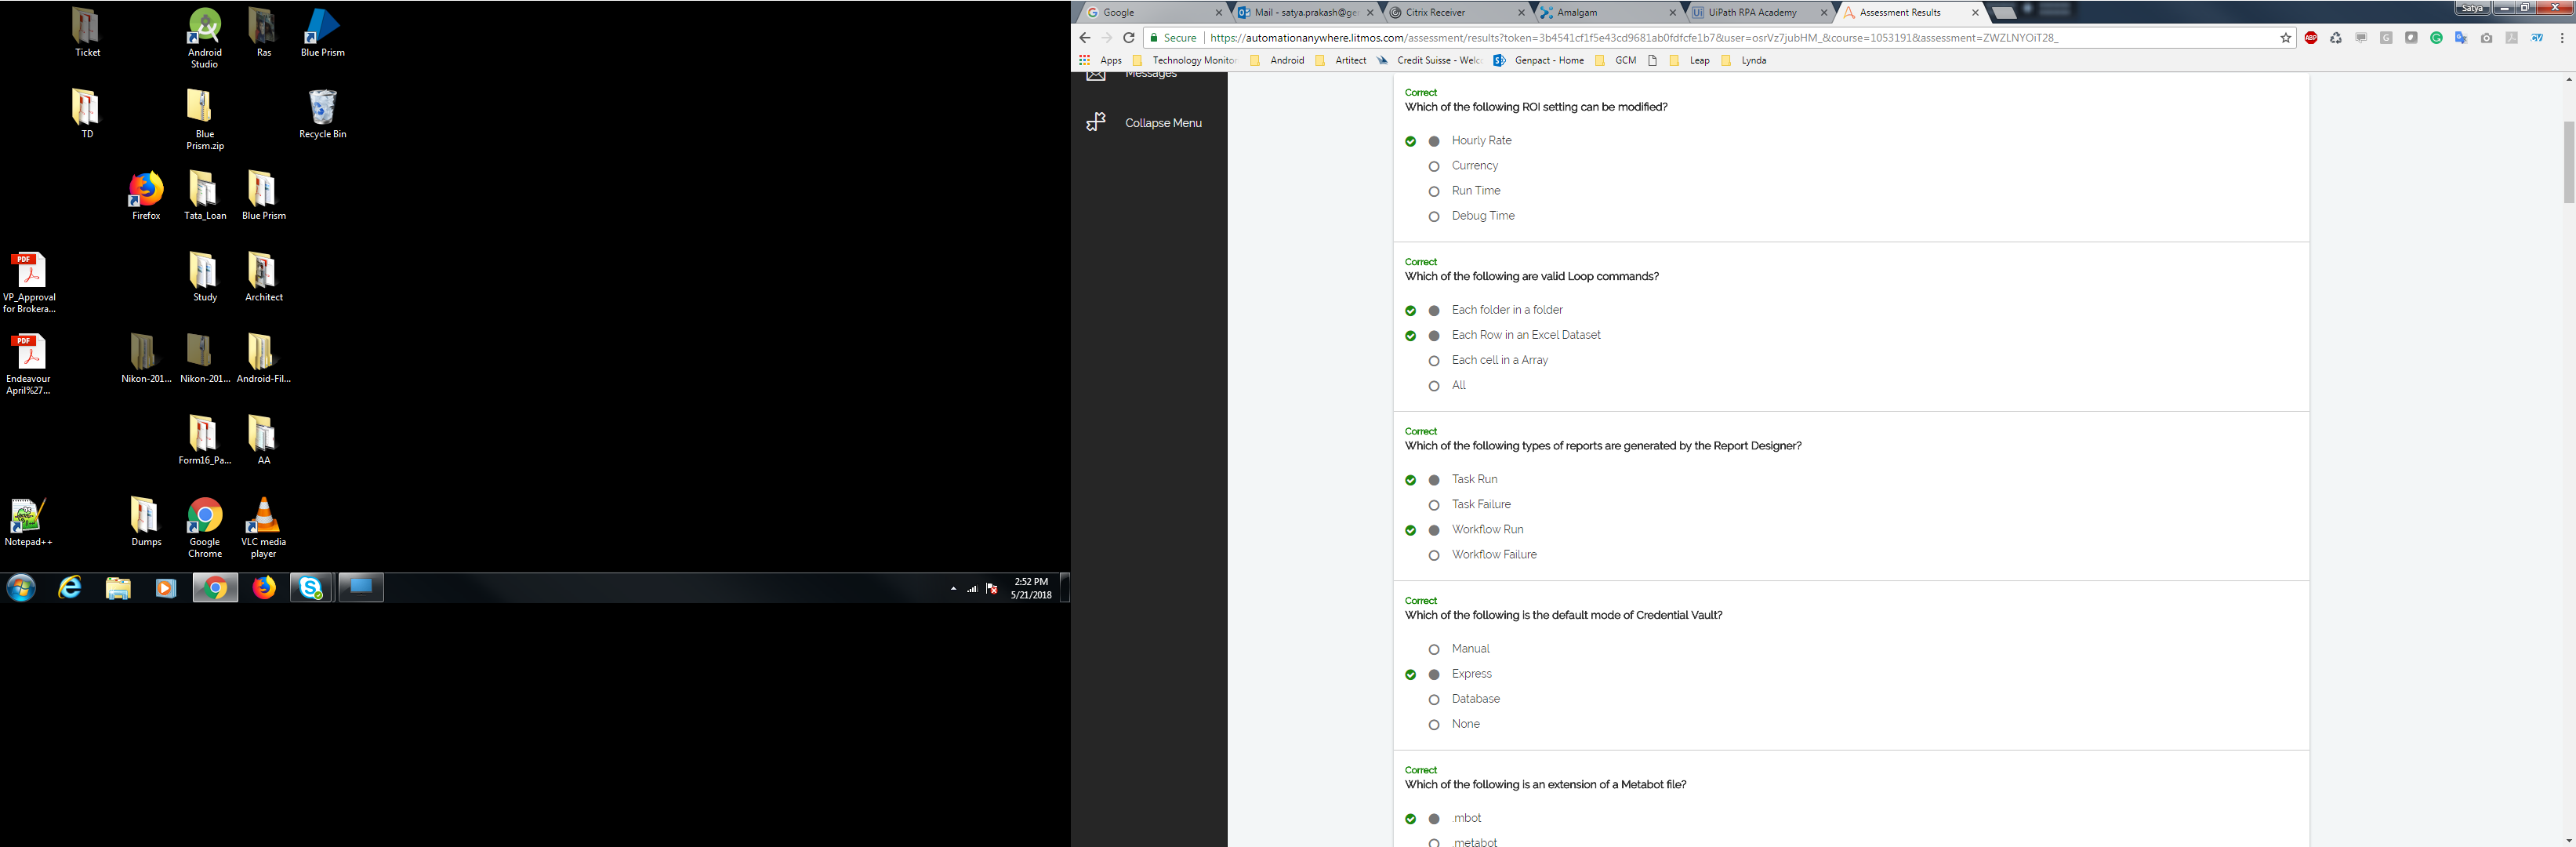 Ticket
Android
Studio
Ras
Blue Prism
TD
Blue
Prism.zip
Recycle Bin
Firefox
Tata_Loan
Blue Prism
VP_Approval
for Brokera...
Study
Architect
Endeavour
April%27...
Nikon-201...
Nikon-201...
Android-Fil...
Form16_Pa...
AA
Notepad++
Dumps
Google
Chrome
VLC media
player
2:52 PM
5/21/2018
Google
Mail - satya.prakash@ge
Citrix Receiver
Amalgam
UiPath RPA Academy
Assessment Results
Satya
Secure
https://automationanywhere.litmos.com/assessment/results?token=3b4541cf1f5e43cd9681ab0fdfcfe1b7&user=osrVz7jubHM_&course=1053191&assessment=ZWZLNYOiT28_
Apps
Technology Monitor
Android
Artitect
Credit Suisse - Welc
Genpact - Home
GCM
Leap
Lynda
Messages
Collapse Menu
Correct
Which of the following ROI setting can be modified?
Hourly Rate
Currency
Run Time
Debug Time
Correct
Which of the following are valid Loop commands?
Each folder in a folder
Each Row in an Excel Dataset
Each cell in a Array
All
Correct
Which of the following types of reports are generated by the Report Designer?
Task Run
Task Failure
Workflow Run
Workflow Failure
Correct
Which of the following is the default mode of Credential Vault?
Manual
Express
Database
None
Correct
Which of the following is an extension of a Metabot file?
.mbot
.metabot